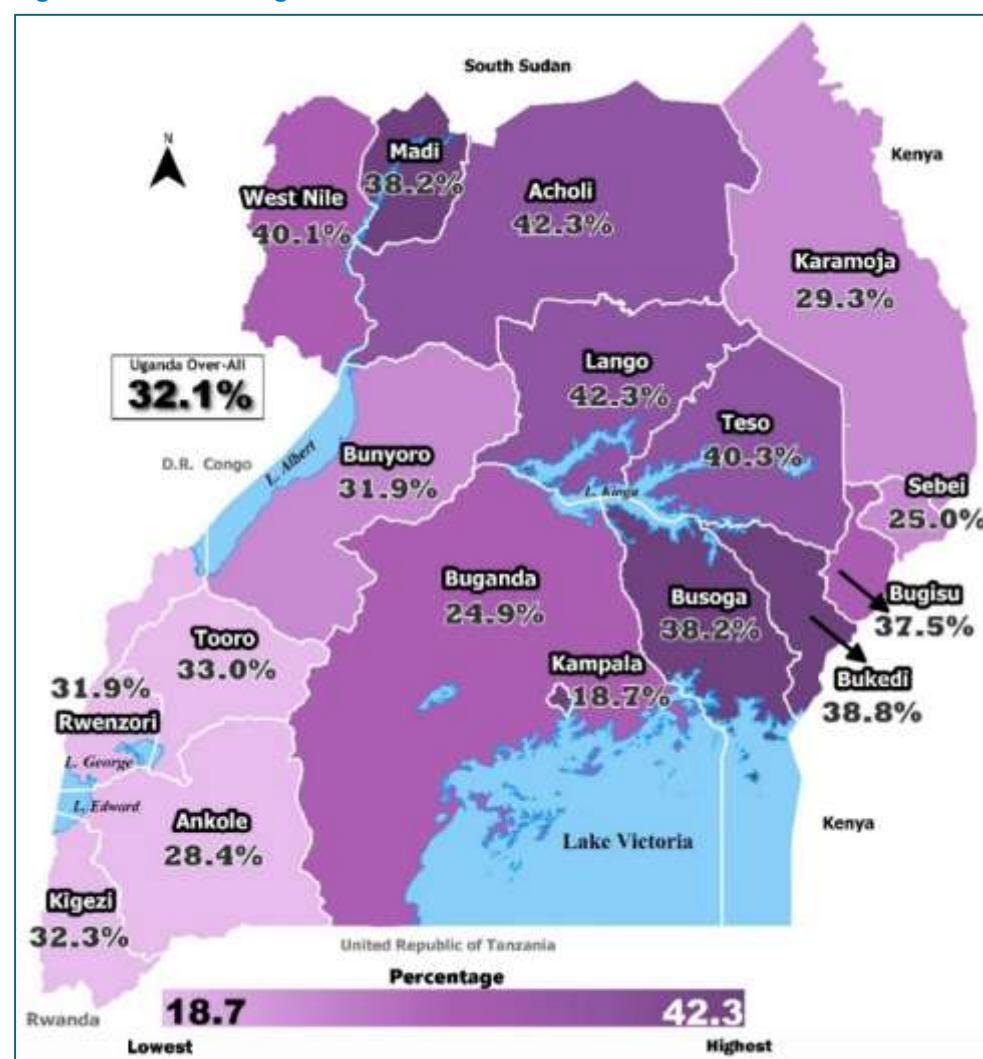 South Sudan
N
Kenya
Madi
38.2%
West Nile
40.1%
Acholi
42.3%
Karamoja
29.3%
Uganda Over-All
32.1%
Lango
42.3%
Teso
40.3%
D.R. Congo
L. Albert
Bunyoro
31.9%
L. Kioga
Sebei
25.0%
Buganda
24.9%
Busoga
38.2%
Bugisu
37.5%
Tooro
33.0%
Kampala
18.7%
Bukedi
38.8%
31.9%
Rwenzori
L. George
L. Edward
Ankole
28.4%
Lake Victoria
Kenya
Kigezi
32.3%
United Republic of Tanzania
Percentage
Rwanda
18.7
42.3
Lowest
Highest